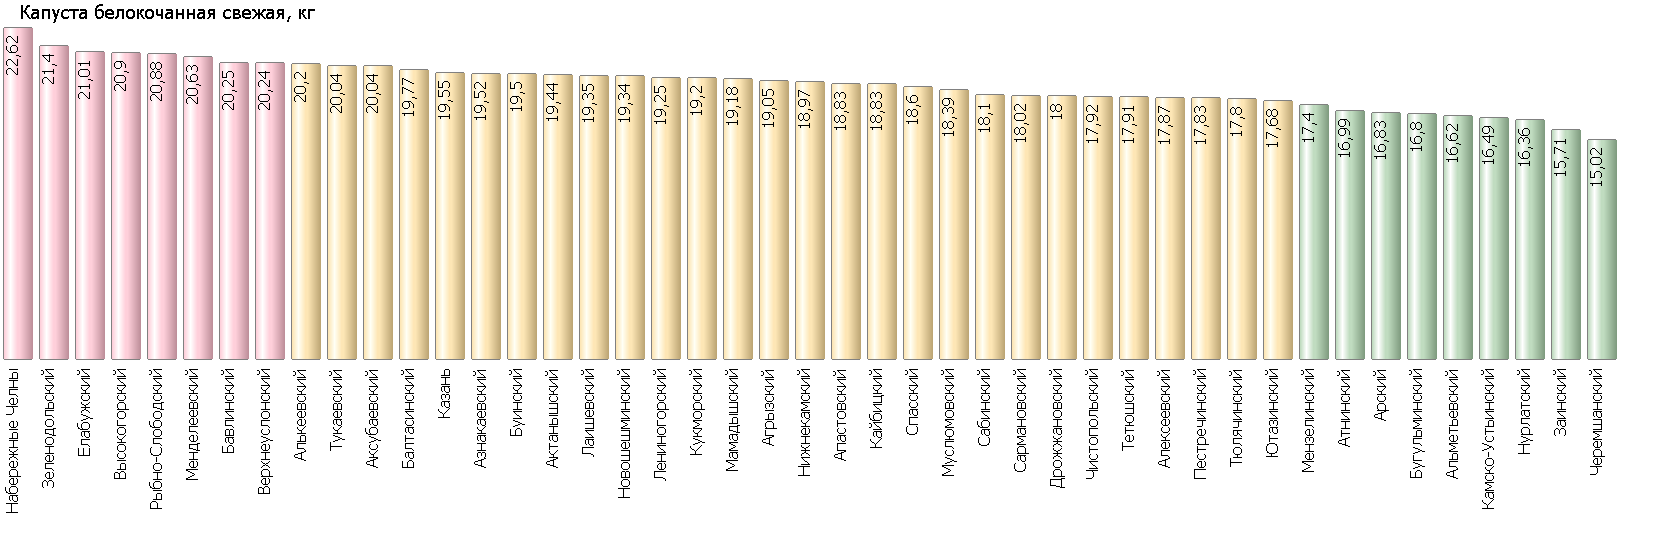 Капуста белокочанная свежая, кг
22,62
21,4
21,01
20,9
20,88
20,63
20,25
20,24
20,2
20,04
20,04
19,77
19,55
19,52
19,5
19,44
19,35
19,34
19,25
19,2
19,18
19,05
18,97
18,83
18,83
18,6
18,39
18,1
18,02
18
17,92
17,91
17,87
17,83
17,8
17,68
17,4
16,99
16,83
16,8
16,62
16,49
16,36
15,71
15,02
Набережные Челны
Зеленодольский
Елабужский
Высокогорский
Рыбно-Слободский
Менделеевский
Бавлинский
Верхнеуслонский
Алькеевский
Тукаевский
Аксубаевский
Балтасинский
Казань
Азнакаевский
Буинский
Актанышский
Лаишевский
Новошешминский
Лениногорский
Кукморский
Мамадышский
Агрызский
Нижнекамский
Апастовский
Кайбицкий
Спасский
Муслюмовский
Сабинский
Сармановский
Дрожжановский
Чистопольский
Тетюшский
Алексеевский
Пестречинский
Тюлячинский
Ютазинский
Мензелинский
Атнинский
Арский
Бугульминский
Альметьевский
Камско-Устьинский
Нурлатский
Заинский
Черемшанский